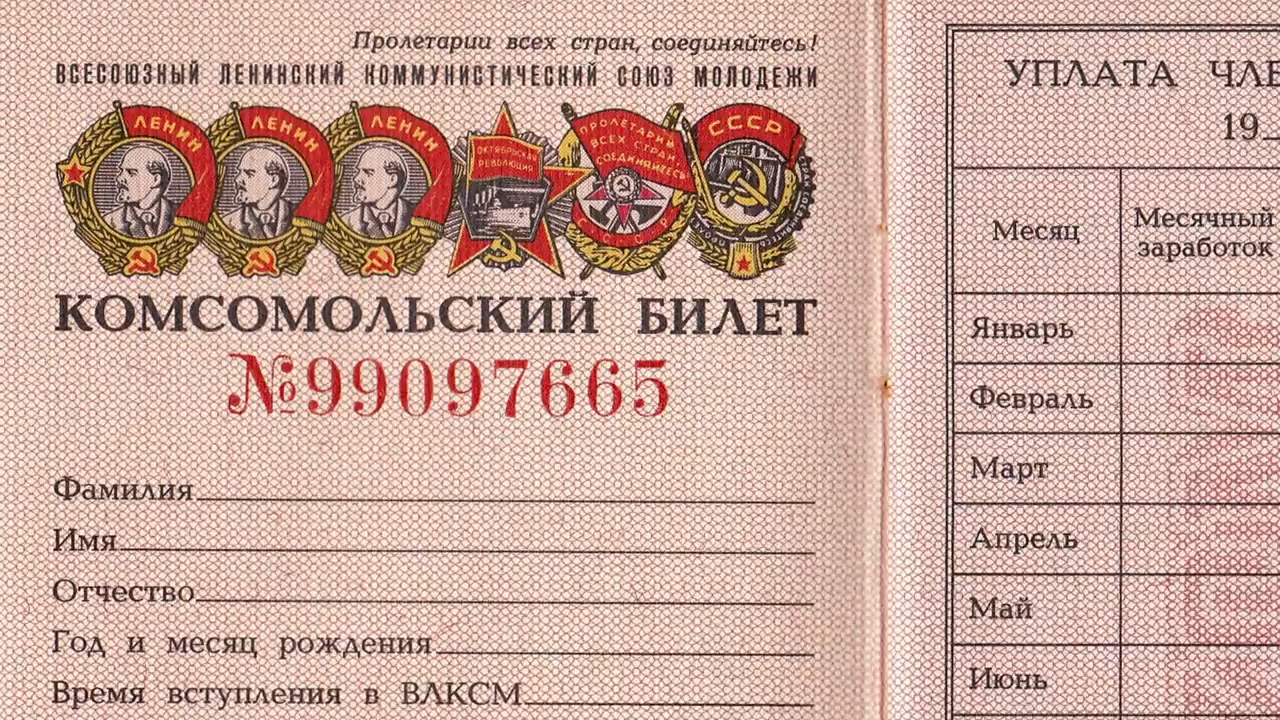 Пролетарии всех стран, соединяйтесь!
ВСЕСОЮЗНЫЙ ЛЕНИНСКИЙ КОММУНИСТИЧЕСКИЙ СОЮЗ МОЛОДЕЖИ
ЛЕНИН ЛЕНИН ЛЕНИН
ОКТЯБРЬСКАЯ
РЕВОЛЮЦИЯ
ПРОЛЕТАРИИ
ВСЕХ СТРАН,
СОЕДИНЯЙТЕСЬ!
СССР
СССР
КОМСОМОЛЬСКИЙ БИЛЕТ
№99097665
Фамилия
Имя
Отчество
Год и месяц рождения
Время вступления в ВЛКСМ
УПЛАТА ЧЛЕ
19
Месяц
Месячный
заработок
Январь
Февраль
Март
Апрель
Май
Июнь